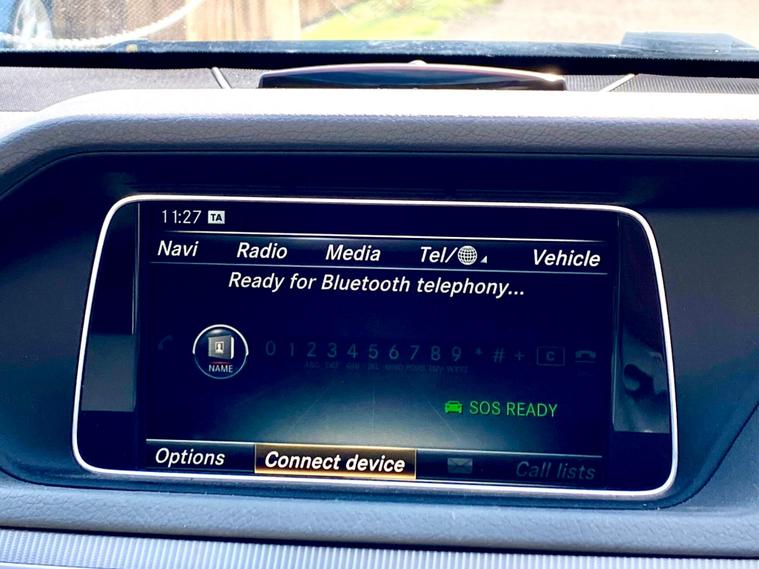 11:27 TA
Navi Radio Media Tel/ Vehicle
Ready for Bluetooth telephony...
NAME
0 1 2 3 4 5 6 7 8 9 * # + C
SOS READY
Options Connect device Call lists